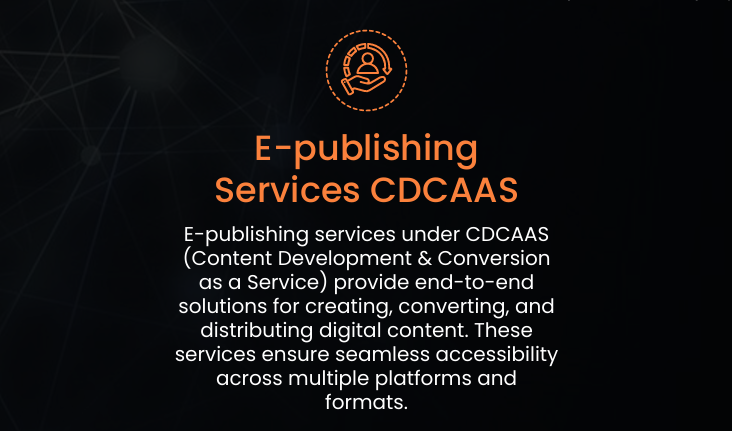 E-publishing
Services CDCAAS
E-publishing services under CDCAAS
(Content Development & Conversion
as a Service) provide end-to-end
solutions for creating, converting, and
distributing digital content. These
services ensure seamless accessibility
across multiple platforms and
formats.